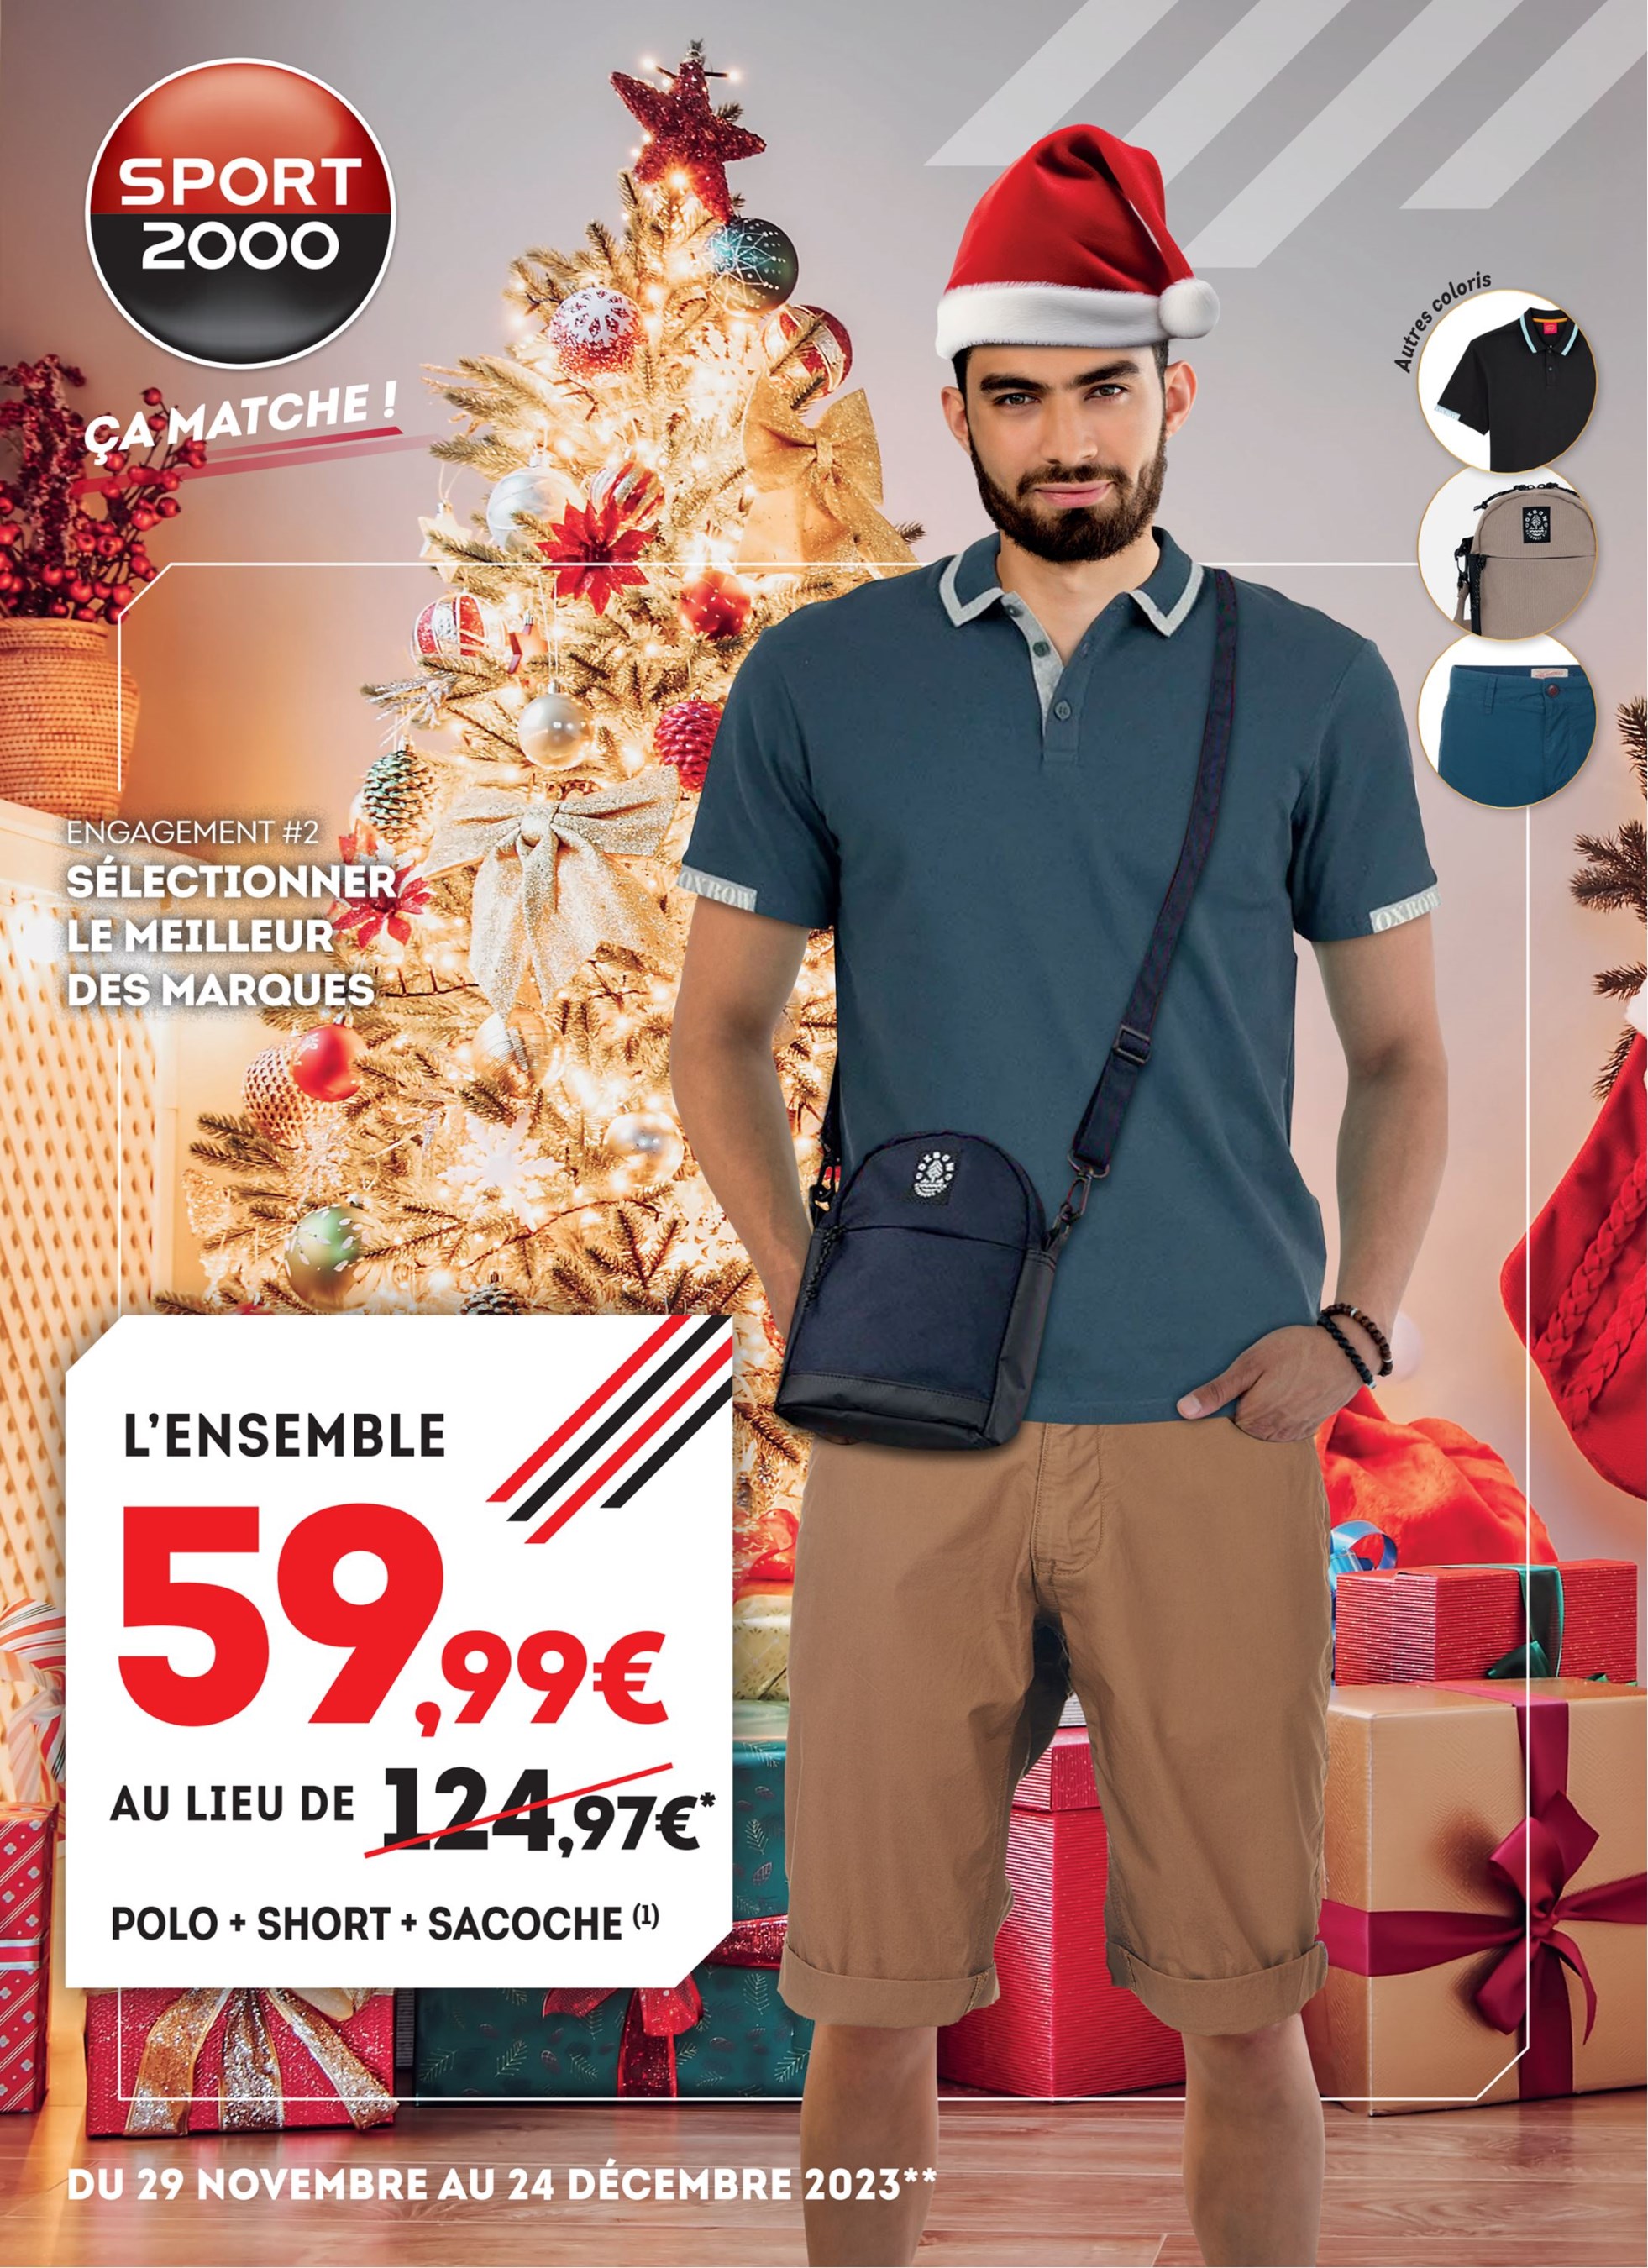 SPORT
2000
ÇA MATCHE !
Autres coloris
ENGAGEMENT #2
SÉLECTIONNER
LE MEILLEUR
DES MARQUES
OXBOW
OXBOW
OXBOW
L'ENSEMBLE
59,99€
AU LIEU DE 124,97€*
POLO + SHORT + SACOCHE (1)
DU 29 NOVEMBRE AU 24 DÉCEMBRE 2023**